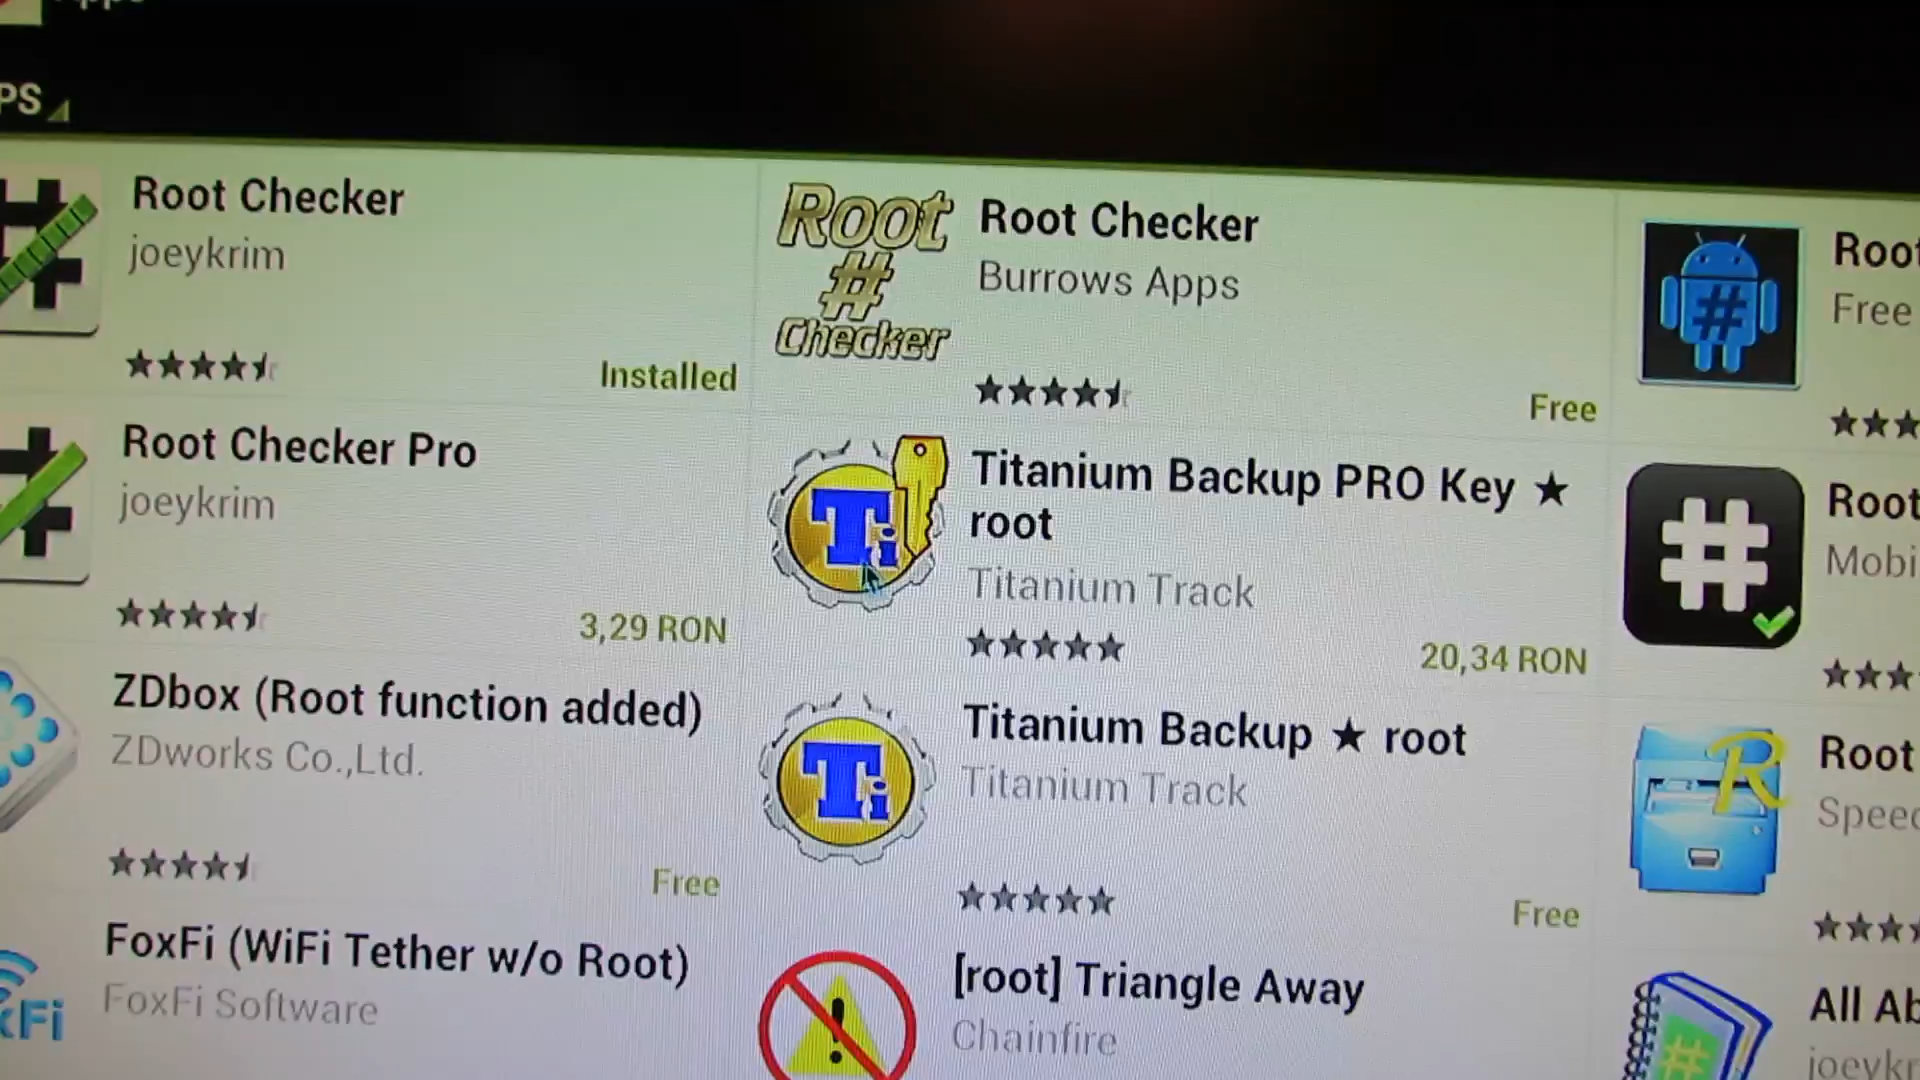 PS
Root Checker
joeykrim
Installed
Root
#
Checker
Root Checker
Burrows Apps
Free
Root
Free
Root Checker Pro
joeykrim
3,29 RON
Ti
Titanium Backup PRO Key ★
root
Titanium Track
20,34 RON
Root
Mobi
ZDbox (Root function added)
ZDworks Co.,Ltd.
Free
Ti
Titanium Backup ★ root
Titanium Track
Free
R
Root
Speed
FoxFi (WiFi Tether w/o Root)
FoxFi Software
xFi
[root] Triangle Away
Chainfire
All Ab
joeykr